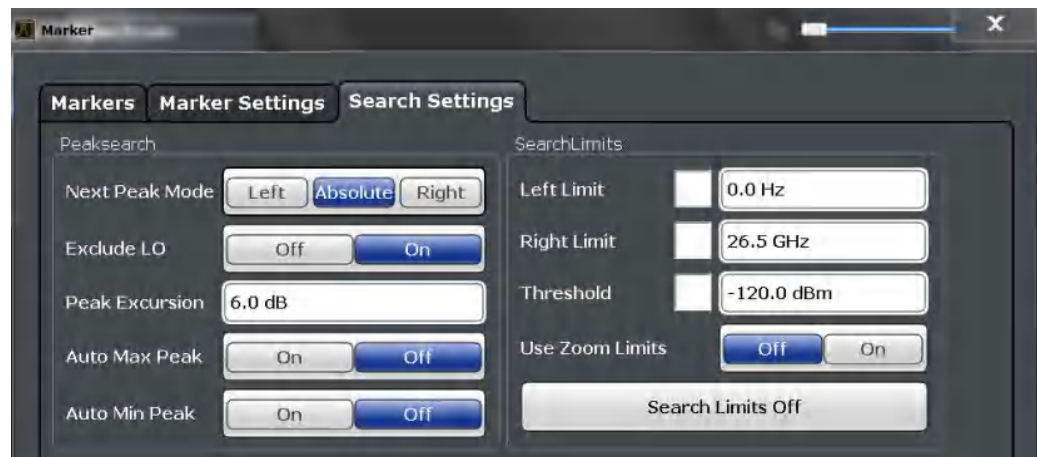 Marker
Markers Marker Settings Search Settings
Peaksearch
Next Peak Mode Left Absolute Right
Exclude LO Off On
Peak Excursion 6.0 dB
Auto Max Peak On Off
Auto Min Peak On Off
SearchLimits
Left Limit 0.0 Hz
Right Limit 26.5 GHz
Threshold -120.0 dBm
Use Zoom Limits Off On
Search Limits Off
X